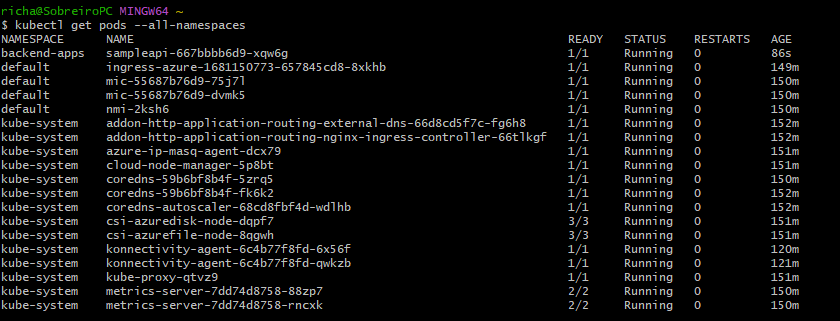 richa@SobreiroPC MINGW64 ~
$ kubectl get pods --all-namespaces
NAMESPACE NAME READY STATUS RESTARTS AGE
backend-apps sampleapi-667bbbb6d9-xqw6g 1/1 Running 0 86s
default ingress-azure-1681150773-657845cd8-8xkhb 1/1 Running 0 149m
default mic-55687b76d9-75j7l 1/1 Running 0 150m
default mic-55687b76d9-dvmk5 1/1 Running 0 150m
default nmi-2ksh6 1/1 Running 0 150m
kube-system addon-http-application-routing-external-dns-66d8cd5f7c-fg6h8 1/1 Running 0 152m
kube-system addon-http-application-routing-nginx-ingress-controller-66tlkgf 1/1 Running 0 152m
kube-system azure-ip-masq-agent-dcx79 1/1 Running 0 151m
kube-system cloud-node-manager-5p8bt 1/1 Running 0 151m
kube-system coredns-59b6bf8b4f-5zrq5 1/1 Running 0 150m
kube-system coredns-59b6bf8b4f-fk6k2 1/1 Running 0 152m
kube-system coredns-autoscaler-68cd8fbf4d-wdlhb 1/1 Running 0 152m
kube-system csi-azuredisk-node-dqpf7 3/3 Running 0 151m
kube-system csi-azurefile-node-8qgwh 3/3 Running 0 151m
kube-system konnectivity-agent-6c4b77f8fd-6x56f 1/1 Running 0 120m
kube-system konnectivity-agent-6c4b77f8fd-qwkzb 1/1 Running 0 121m
kube-system kube-proxy-qtvz9 1/1 Running 0 151m
kube-system metrics-server-7dd74d8758-88zp7 2/2 Running 0 150m
kube-system metrics-server-7dd74d8758-rncxk 2/2 Running 0 150m